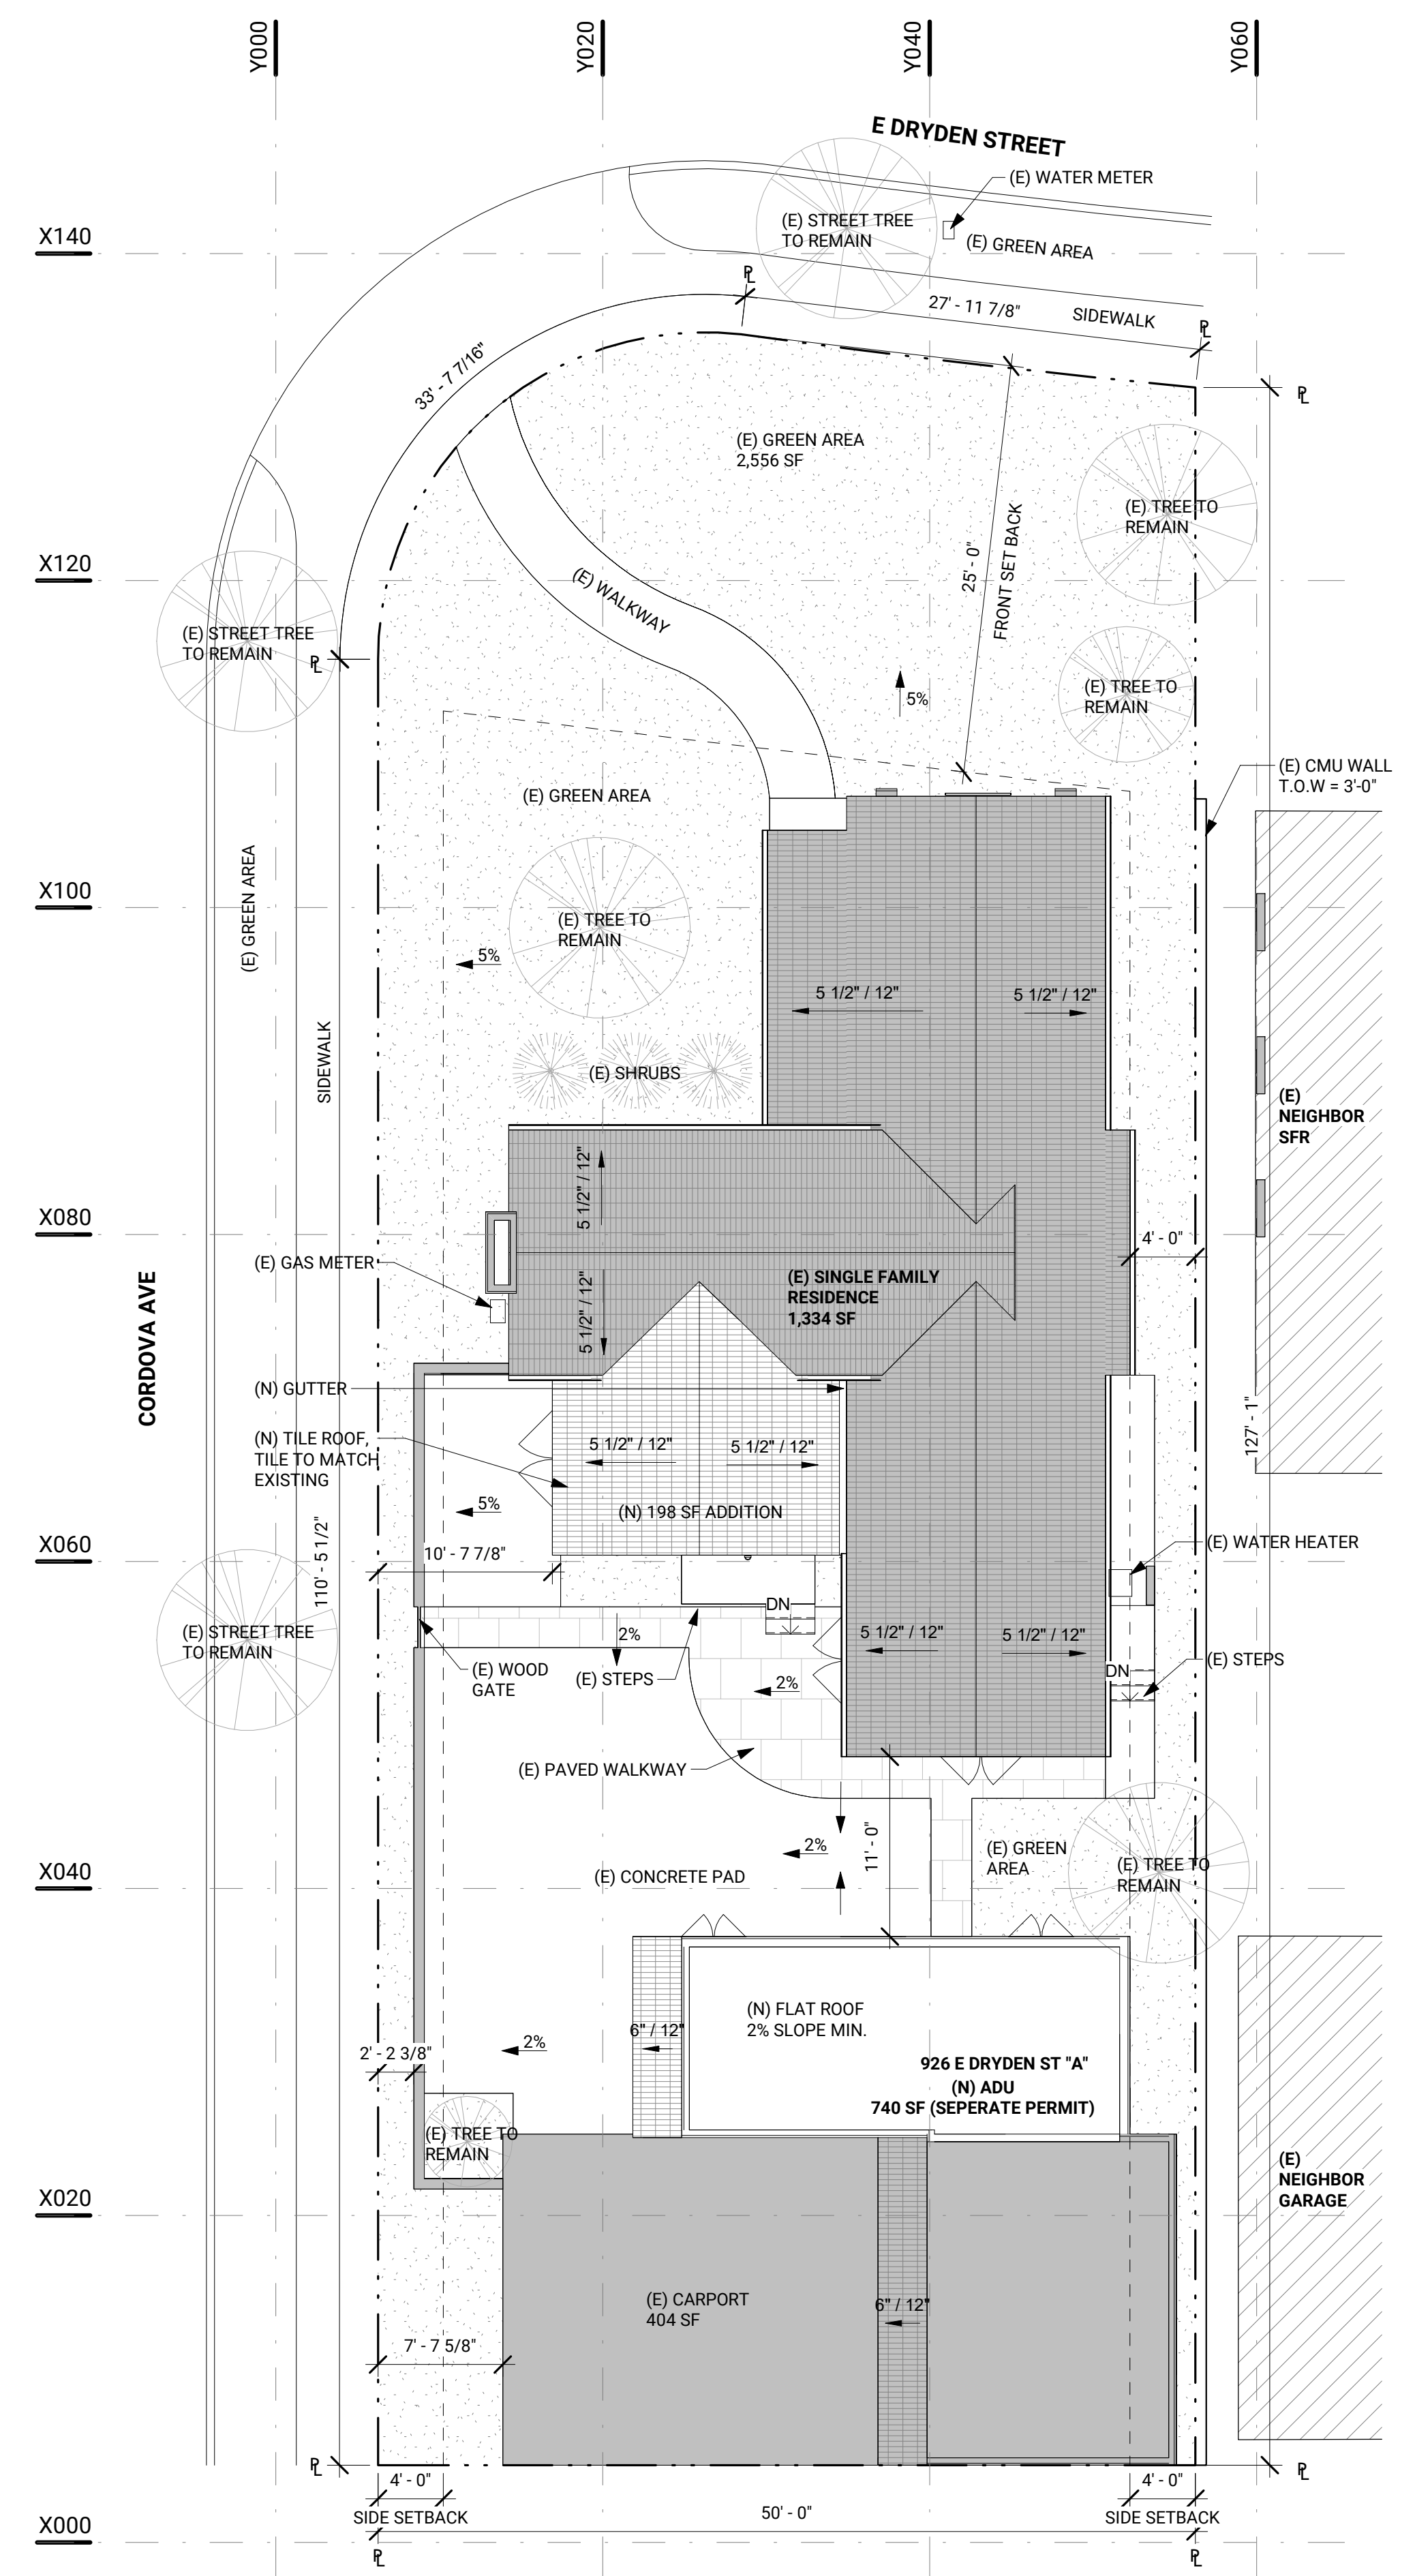 Y000
Y020
Y040
Y060
E DRYDEN STREET
(E) WATER METER
(E) STREET TREE
TO REMAIN
(E) GREEN AREA
X140
PL
27' - 11 7/8"
SIDEWALK
PL
33' - 7 7/16"
PL
(E) GREEN AREA
2,556 SF
(E) TREE TO
REMAIN
25' - 0"
FRONT SET BACK
X120
(E) WALKWAY
(E) STREET TREE
TO REMAIN
PL
(E) TREE TO
REMAIN
5%
(E) CMU WALL
T.O.W = 3'-0"
(E) GREEN AREA
X100
(E) GREEN AREA
(E) TREE TO
REMAIN
5%
5 1/2" / 12"
5 1/2" / 12"
SIDEWALK
(E) SHRUBS
(E)
NEIGHBOR
SFR
5 1/2" / 12"
X080
4' - 0"
(E) GAS METER
(E) SINGLE FAMILY
RESIDENCE
1,334 SF
5 1/2" / 12"
CORDOVA AVE
(N) GUTTER
127' - 1"
(N) TILE ROOF,
TILE TO MATCH
EXISTING
5 1/2" / 12"
5 1/2" / 12"
5%
(N) 198 SF ADDITION
110' - 5 1/2"
X060
10' - 7 7/8"
(E) WATER HEATER
DN
(E) STREET TREE
TO REMAIN
2%
5 1/2" / 12"
5 1/2" / 12"
(E) WOOD
GATE
(E) STEPS
2%
DN
(E) STEPS
(E) PAVED WALKWAY
2%
11' - 0"
(E) GREEN
AREA
X040
(E) CONCRETE PAD
(E) TREE TO
REMAIN
(N) FLAT ROOF
2% SLOPE MIN.
6" / 12"
2%
2' - 2 3/8"
926 E DRYDEN ST "A"
(N) ADU
740 SF (SEPERATE PERMIT)
(E) TREE TO
REMAIN
(E)
NEIGHBOR
GARAGE
X020
(E) CARPORT
404 SF
6" / 12"
7' - 7 5/8"
PL
PL
4' - 0"
4' - 0"
SIDE SETBACK
50' - 0"
SIDE SETBACK
X000
PL
PL